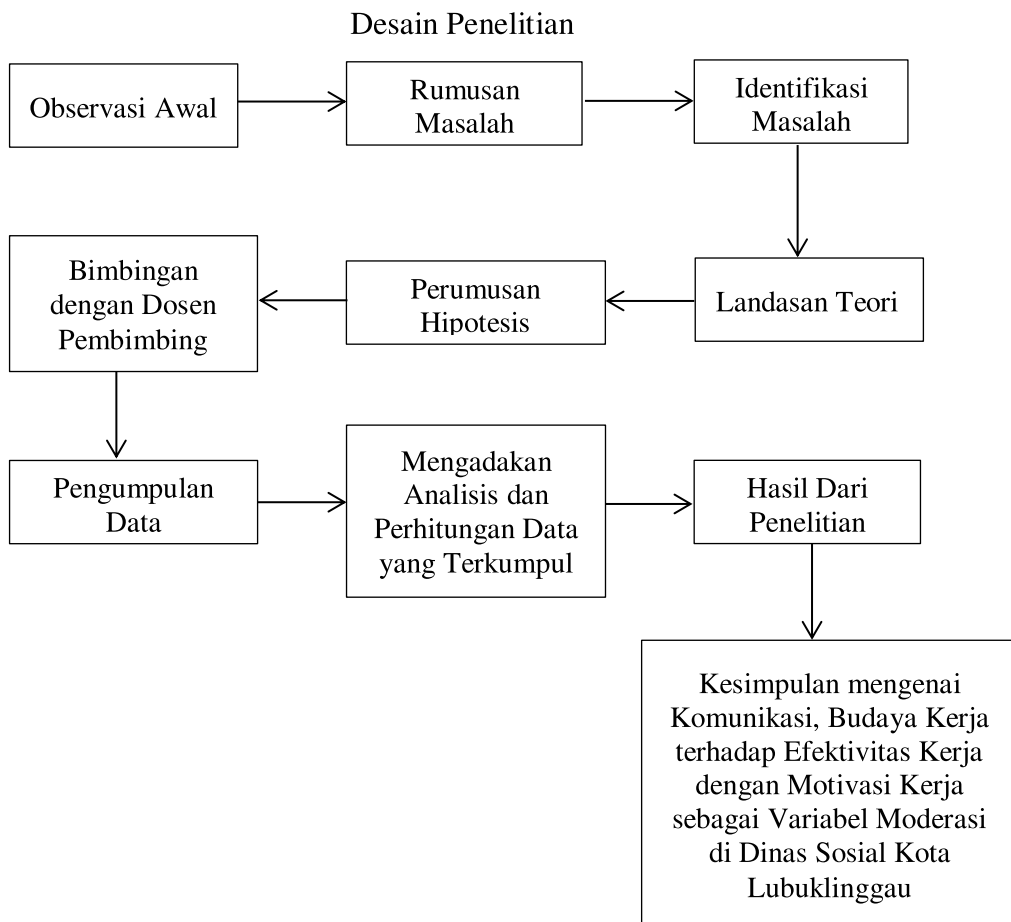 Desain Penelitian
Observasi Awal
Rumusan
Masalah
Identifikasi
Masalah
Landasan Teori
Perumusan
Hipotesis
Bimbingan
dengan Dosen
Pembimbing
Pengumpulan
Data
Mengadakan
Analisis dan
Perhitungan Data
yang Terkumpul
Hasil Dari
Penelitian
Kesimpulan mengenai
Komunikasi, Budaya Kerja
terhadap Efektivitas Kerja
dengan Motivasi Kerja
sebagai Variabel Moderasi
di Dinas Sosial Kota
Lubuklinggau